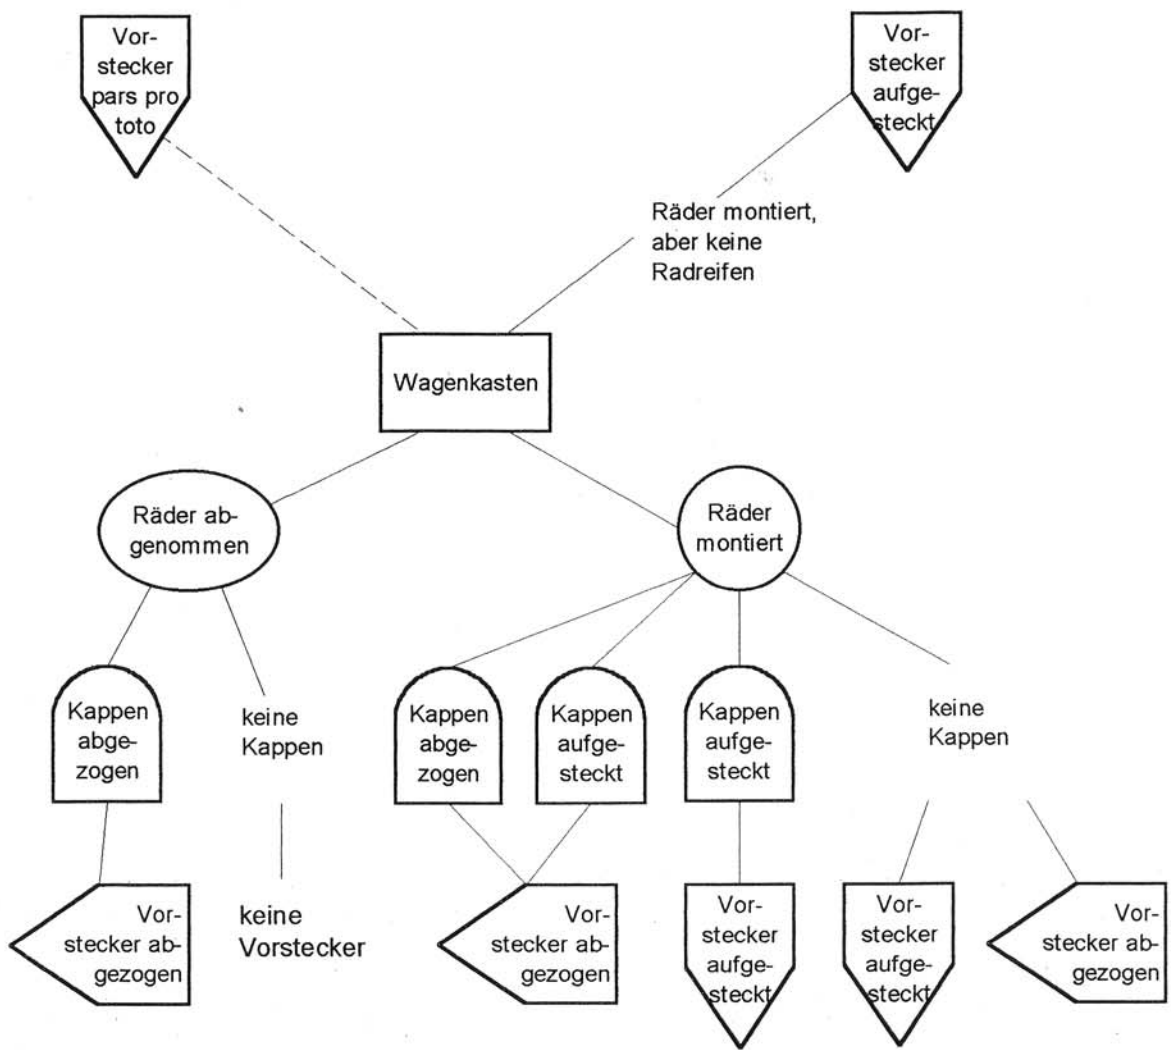 Vor-
stecker
pars pro
toto
Vor-
stecker
aufge-
steckt
Räder montiert,
aber keine
Radreifen
Wagenkasten
Räder ab-
genommen
Räder
montiert
Kappen
abge-
zogen
keine
Kappen
Kappen
abge-
zogen
Kappen
aufge-
steckt
Kappen
aufge-
steckt
keine
Kappen
Vor-
stecker ab-
gezogen
keine
Vorstecker
Vor-
stecker ab-
gezogen
Vor-
stecker
aufge-
steckt
Vor-
stecker
aufge-
steckt
Vor-
stecker ab-
gezogen